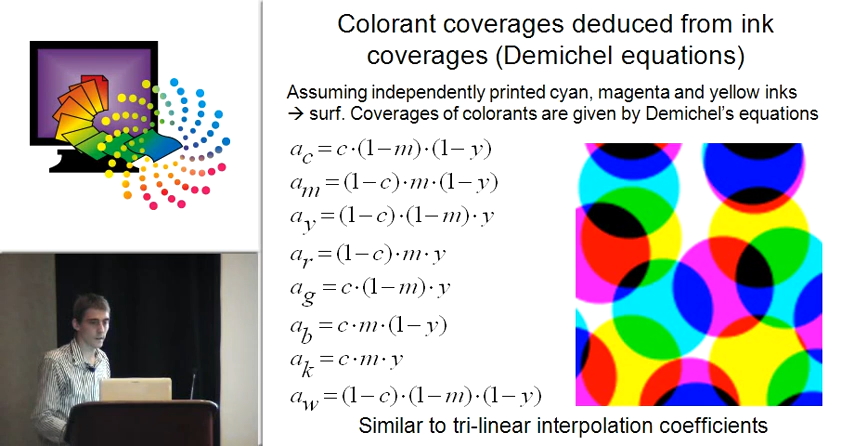 Colorant coverages deduced from ink
coverages (Demichel equations)
Assuming independently printed cyan, magenta and yellow inks
→ surf. Coverages of colorants are given by Demichel's equations
a_c = c·(1−m)·(1−y)
a_m = (1−c)·m·(1−y)
a_y = (1−c)·(1−m)·y
a_r = (1−c)·m·y
a_g = c·(1−m)·y
a_b = c·m·(1−y)
a_k = c·m·y
a_w = (1−c)·(1−m)·(1−y)
Similar to tri-linear interpolation coefficients